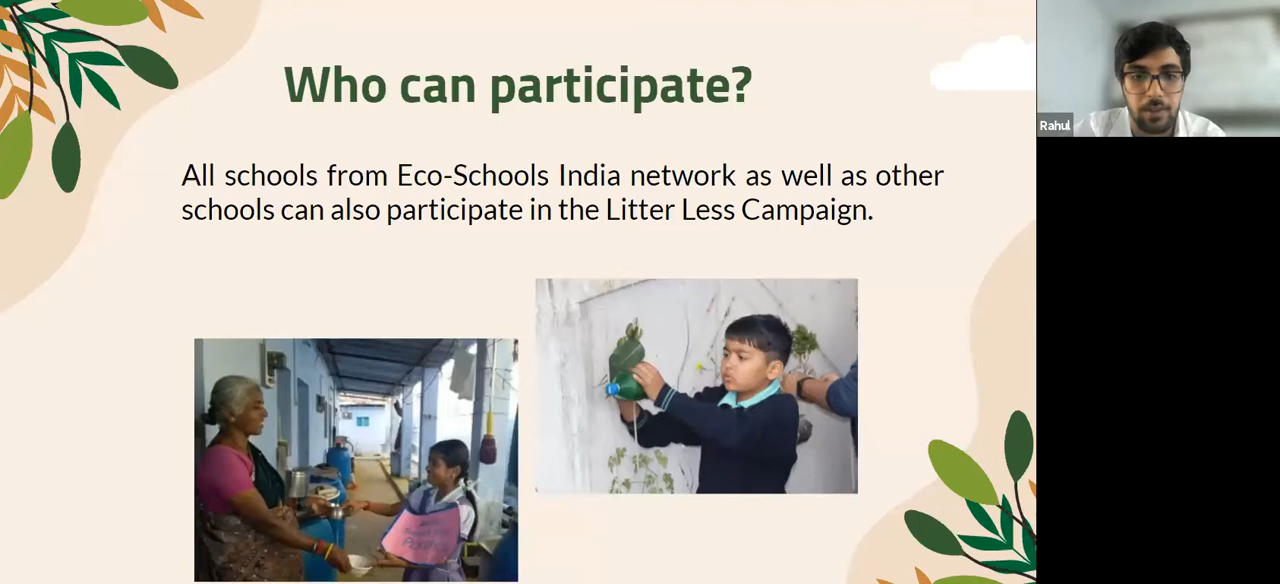 Who can participate?
All schools from Eco-Schools India network as well as other
schools can also participate in the Litter Less Campaign.
Rahul